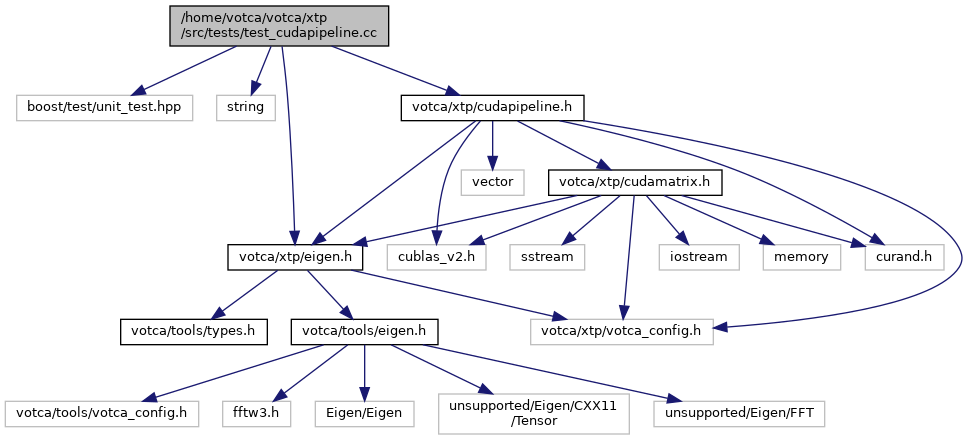 /home/votca/votca/xtp
/src/tests/test_cudapipeline.cc
boost/test/unit_test.hpp
string
votca/xtp/cudapipeline.h
vector
votca/xtp/cudamatrix.h
votca/xtp/eigen.h
cublas_v2.h
sstream
iostream
memory
curand.h
votca/tools/types.h
votca/tools/eigen.h
votca/xtp/votca_config.h
votca/tools/votca_config.h
fftw3.h
Eigen/Eigen
unsupported/Eigen/CXX11
/Tensor
unsupported/Eigen/FFT